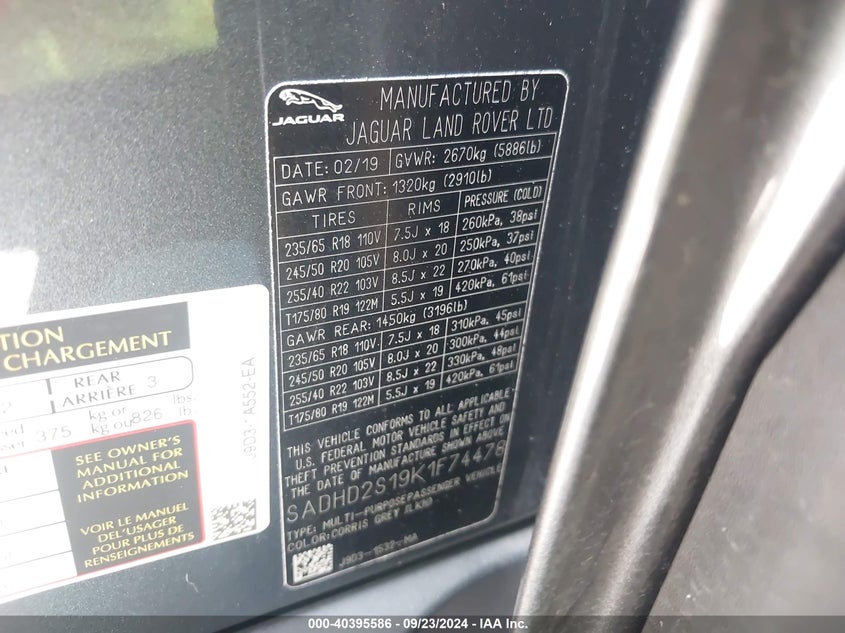 JAGUAR
MANUFACTURED BY
JAGUAR LAND ROVER LTD
DATE: 02/19 GVWR: 2670kg (5886lb)
GAWR FRONT: 1320kg (2910lb)
TIRES RIMS PRESSURE (COLD)
235/65 R18 110V 7.5J x 18 260kPa, 38psi
245/50 R20 105V 8.0J x 20 250kPa, 37psi
255/40 R22 103V 8.5J x 22 270kPa, 40psi
T175/80 R19 122M 5.5J x 19 420kPa, 61psi
GAWR REAR: 1450kg (3196lb)
235/65 R18 110V 7.5J x 18 310kPa, 45psi
245/50 R20 105V 8.0J x 20 300kPa, 44psi
255/40 R22 103V 8.5J x 22 330kPa, 48psi
T175/80 R19 122M 5.5J x 19 420kPa, 61psi
THIS VEHICLE CONFORMS TO ALL APPLICABLE
U.S. FEDERAL MOTOR VEHICLE SAFETY AND
THEFT PREVENTION STANDARDS IN EFFECT ON
THE DATE OF MANUFACTURE SHOWN ABOVE
SADHD2S19K1F74478
TYPE: MULTI-PURPOSE PASSENGER VEHICLE
COLOR: CORRIS GREY (LKH)
J9D3-1532-MA
CHARGEMENT
2 REAR 3
ARRIÈRE
375 kg or 826 lbs.
kg ou lb.
SEE OWNER'S
MANUAL FOR
ADDITIONAL
INFORMATION
VOIR LE MANUEL
DE L'USAGER
POUR PLUS DE
RENSEIGNEMENTS
J9D3-A552-EA
000-40395586 - 09/23/2024 - IAA Inc.